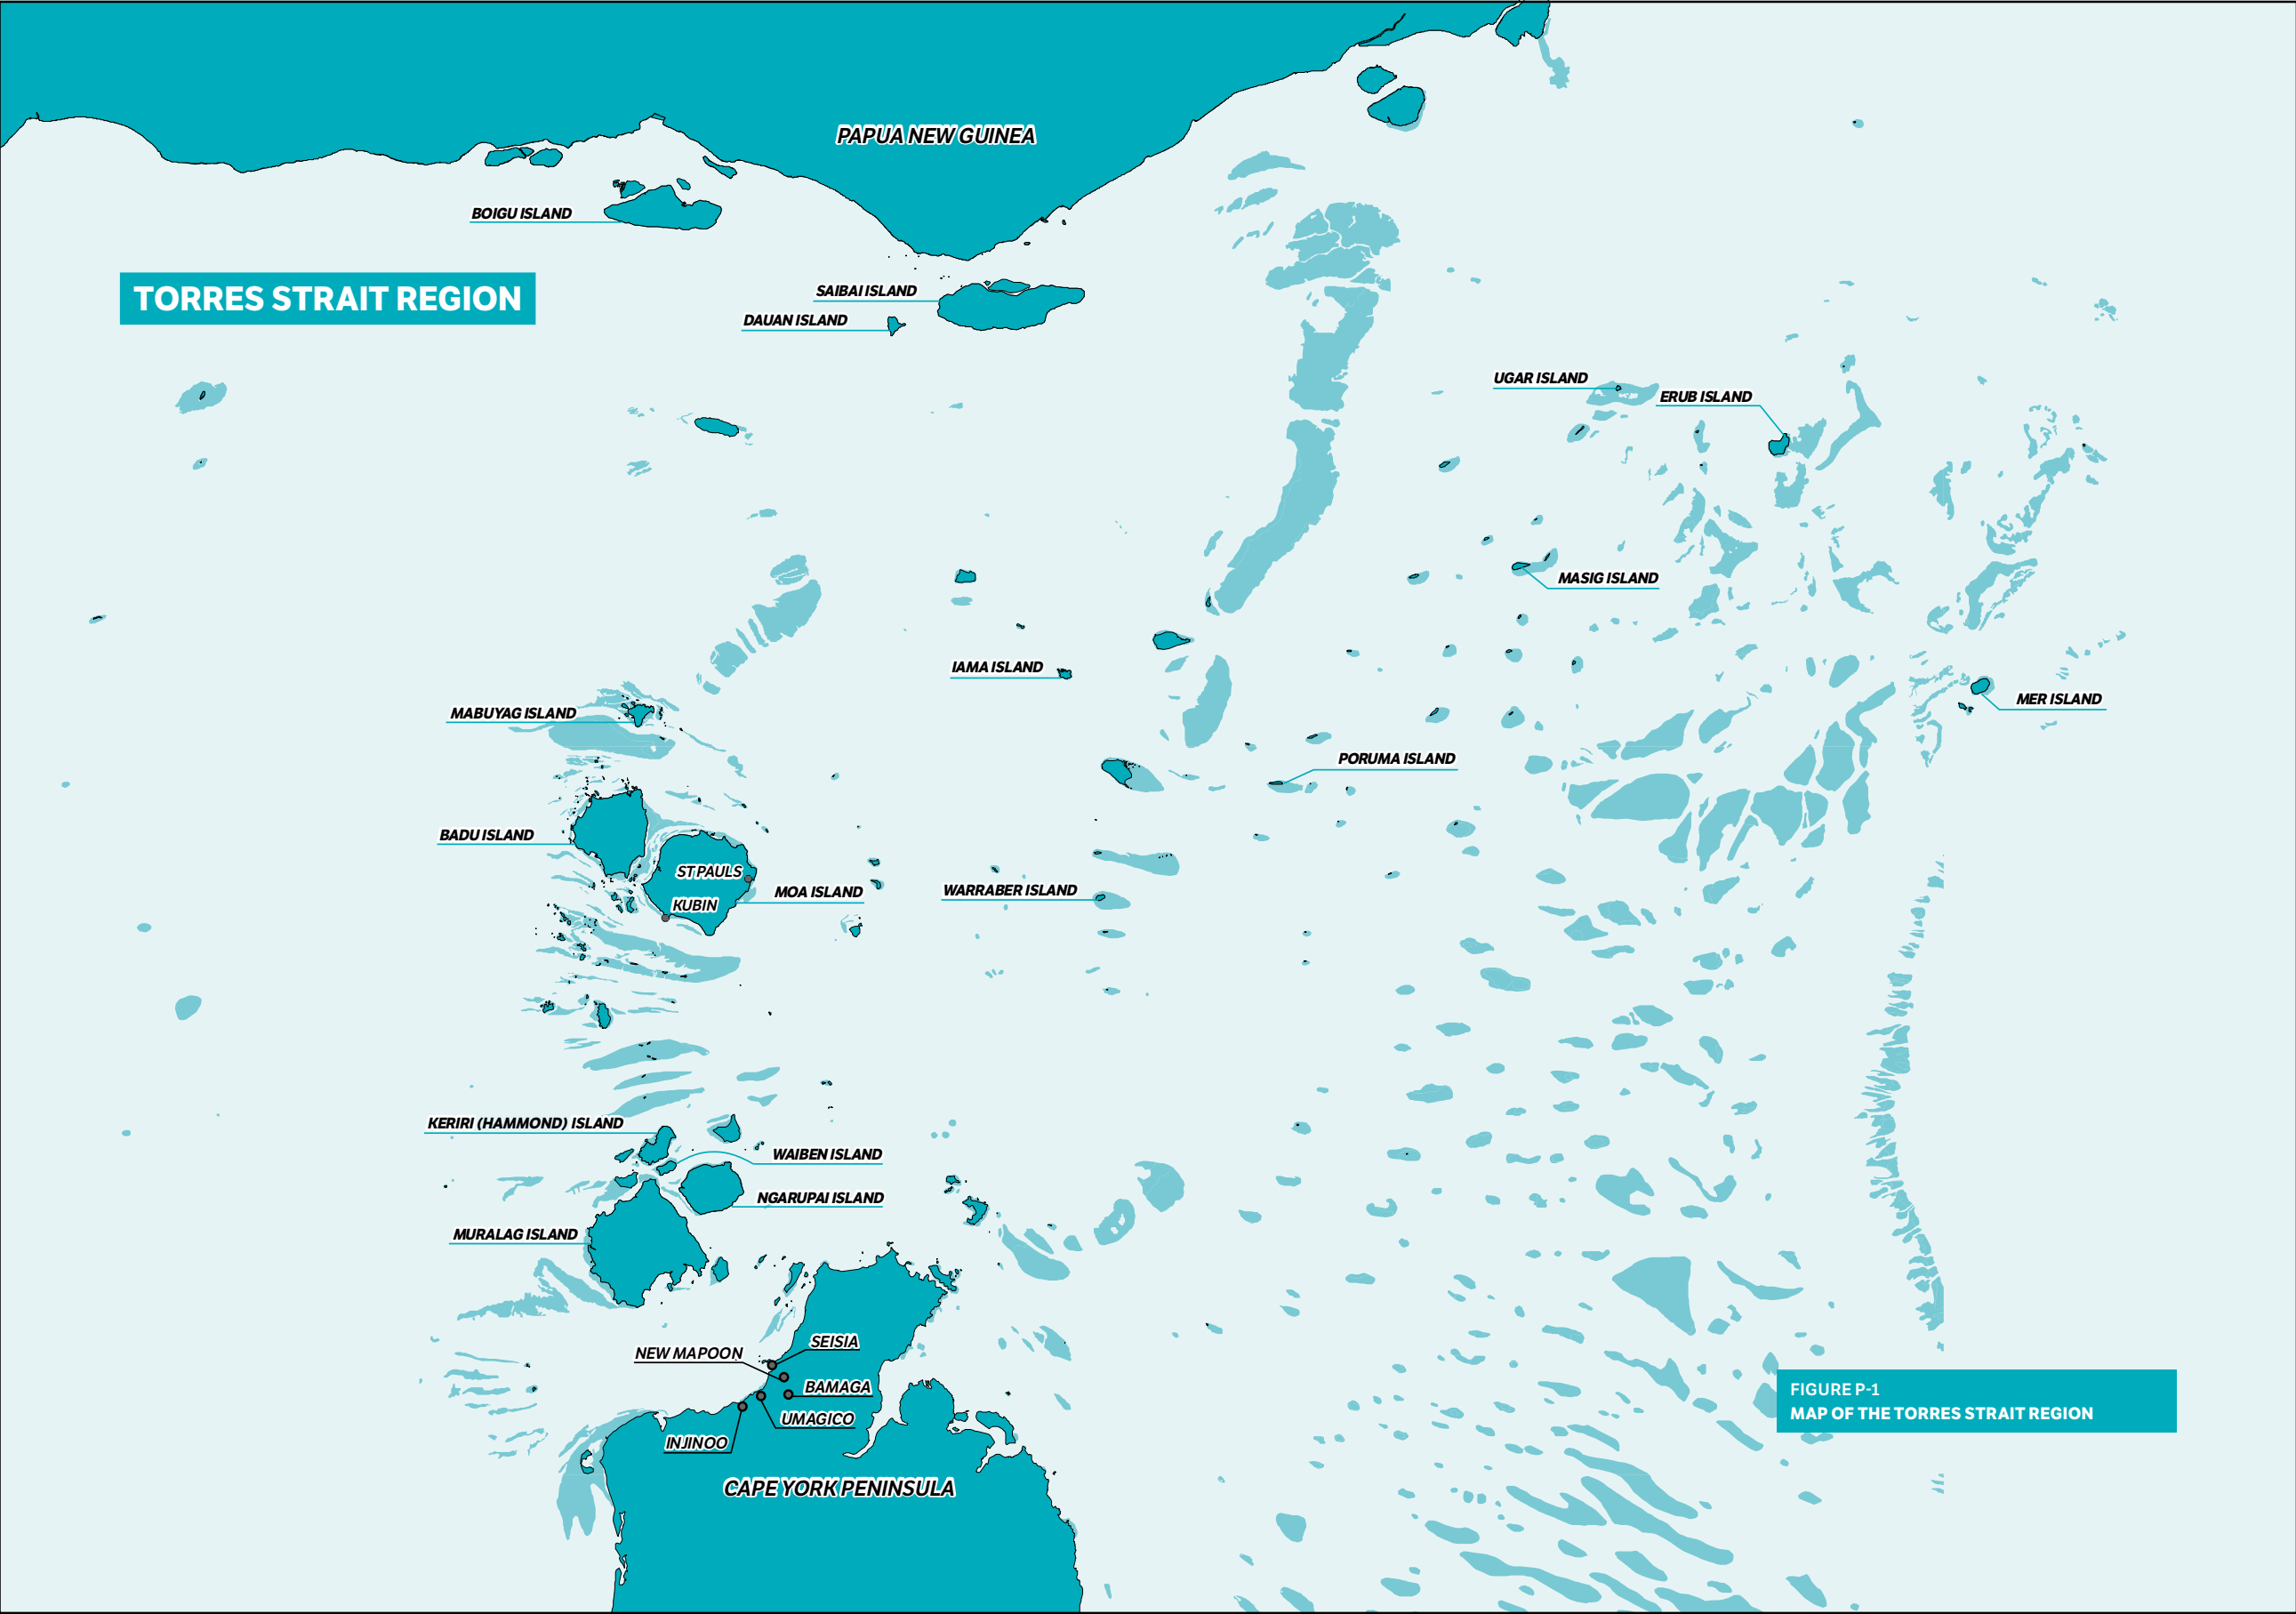 PAPUA NEW GUINEA
BOIGU ISLAND
TORRES STRAIT REGION
SAIBAI ISLAND
DAUAN ISLAND
UGAR ISLAND
ERUB ISLAND
MASIG ISLAND
IAMA ISLAND
MER ISLAND
MABUYAG ISLAND
PORUMA ISLAND
BADU ISLAND
ST PAULS
MOA ISLAND
WARRABER ISLAND
KUBIN
KERIRI (HAMMOND) ISLAND
WAIBEN ISLAND
NGARUPAI ISLAND
MURALAG ISLAND
SEISIA
NEW MAPOON
BAMAGA
UMAGICO
INJINOO
CAPE YORK PENINSULA
FIGURE P-1
MAP OF THE TORRES STRAIT REGION